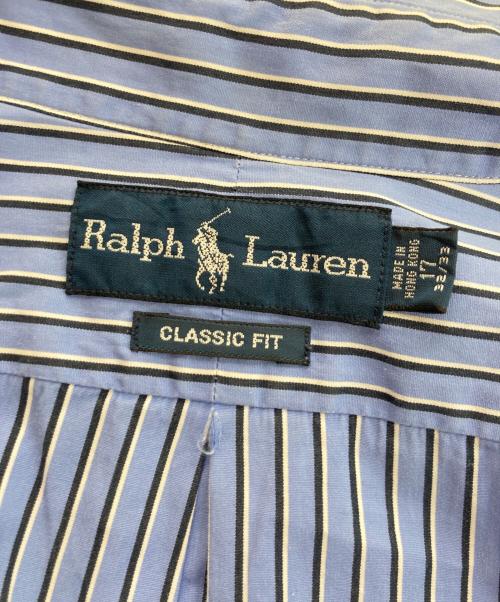 Ralph Lauren
MADE IN
HONG KONG
17
32/33
CLASSIC FIT